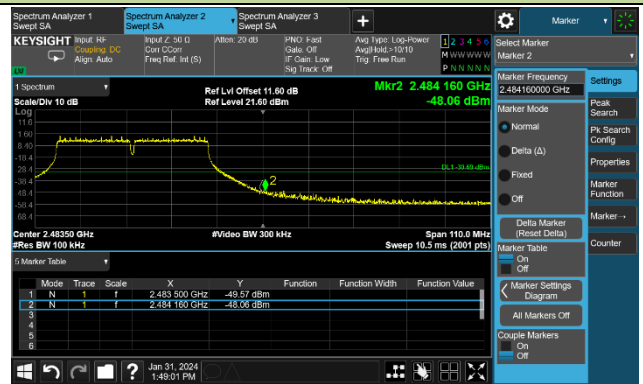 Spectrum Analyzer 1
Swept SA
Spectrum Analyzer 2
Swept SA
Spectrum Analyzer 3
Swept SA
Marker
KEYSIGHT
Input: RF
Coupling: DC
Align: Auto
Input Z: 50 Ω
Corr CCorr
Freq Ref: Int (S)
Atten: 20 dB
PNO: Fast
Gate: Off
IF Gain: Low
Sig Track: Off
Avg Type: Log-Power
Avg|Hold:>10/10
Trig: Free Run
1 2 3 4 5 6
M W W W W W
P N N N N N
Select Marker
Marker 2
1 Spectrum
Scale/Div 10 dB
Log
Ref Lvl Offset 11.60 dB
Ref Level 21.60 dBm
Mkr2 2.484 160 GHz
-48.06 dBm
11.6
1.60
-8.40
-18.4
-28.4
-38.4
-48.4
-58.4
-68.4
DL1 -30.69 dBm
2
Center 2.48350 GHz
#Res BW 100 kHz
#Video BW 300 kHz
Span 110.0 MHz
Sweep 10.5 ms (2001 pts)
5 Marker Table
Mode Trace Scale X Y Function Function Width Function Value
1 N 1 f 2.483 500 GHz -49.57 dBm
2 N 1 f 2.484 160 GHz -48.06 dBm
3
4
5
6
Jan 31, 2024
1:49:01 PM
Marker Frequency
2.484160000 GHz
Marker Mode
Normal
Delta (Δ)
Fixed
Off
Delta Marker
(Reset Delta)
Marker Table
On
Off
Marker Settings
Diagram
All Markers Off
Couple Markers
On
Off
Settings
Peak
Search
Pk Search
Config
Properties
Marker
Function
Marker→
Counter